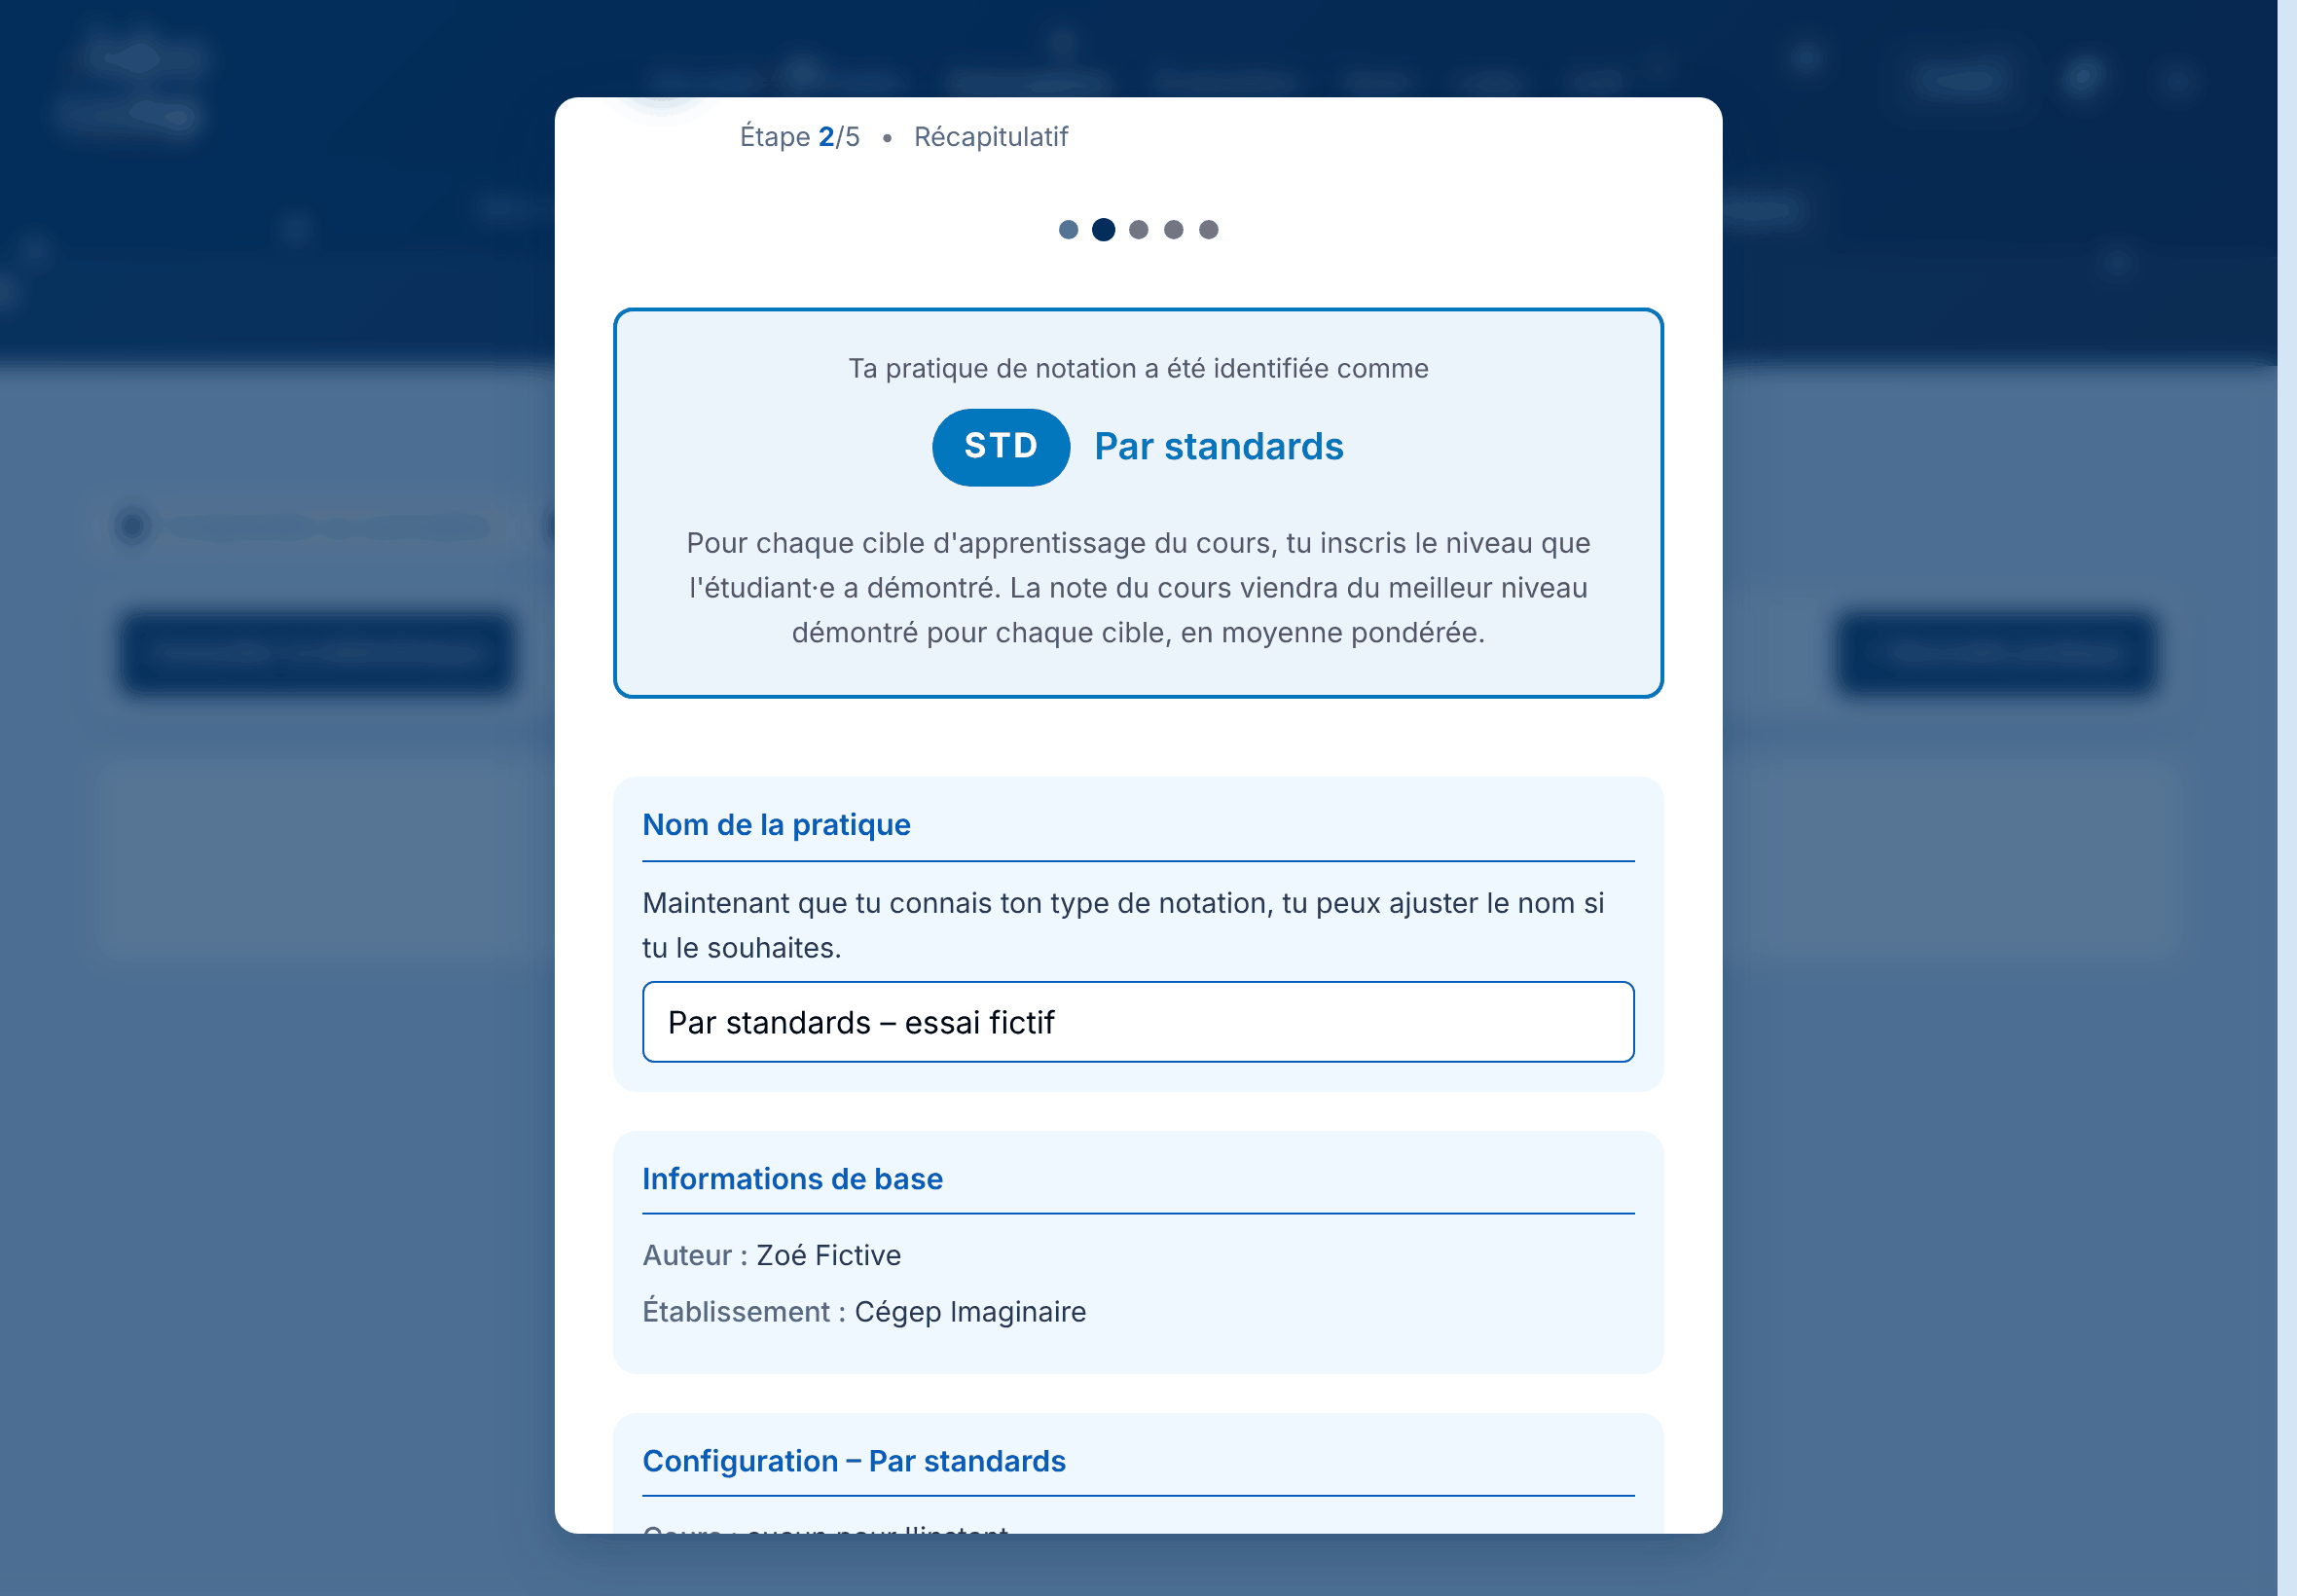 Étape 2/5 • Récapitulatif
Ta pratique de notation a été identifiée comme
STD Par standards
Pour chaque cible d'apprentissage du cours, tu inscris le niveau que
l'étudiant·e a démontré. La note du cours viendra du meilleur niveau
démontré pour chaque cible, en moyenne pondérée.
Nom de la pratique
Maintenant que tu connais ton type de notation, tu peux ajuster le nom si
tu le souhaites.
Par standards – essai fictif
Informations de base
Auteur : Zoé Fictive
Établissement : Cégep Imaginaire
Configuration – Par standards
Cours : aucun pour l'instant